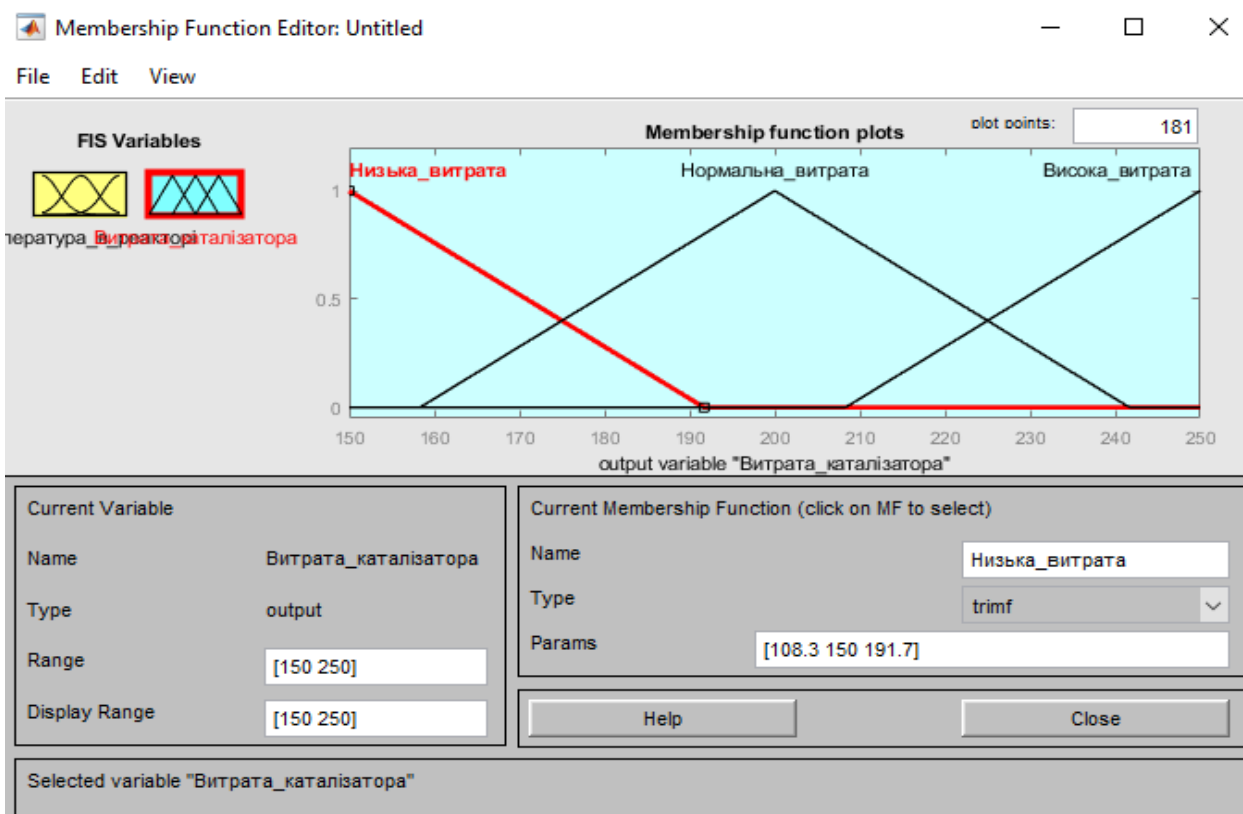 Membership Function Editor: Untitled
File Edit View
FIS Variables
Membership function plots
plot points:
181
Низька_витрата
Нормальна_витрата
Висока_витрата
1
0.5
0
150 160 170 180 190 200 210 220 230 240 250
output variable "Витрата_каталізатора"
Current Variable
Name Витрата_каталізатора
Type output
Range [150 250]
Display Range [150 250]
Current Membership Function (click on MF to select)
Name Низька_витрата
Type trimf
Params [108.3 150 191.7]
Help Close
Selected variable "Витрата_каталізатора"